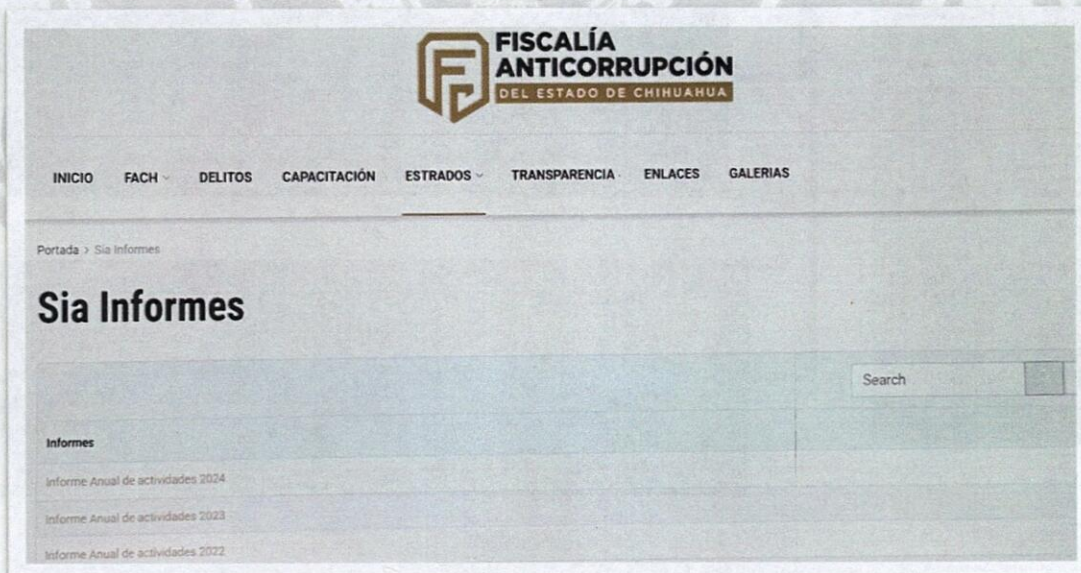 FISCALÍA
ANTICORRUPCIÓN
DEL ESTADO DE CHIHUAHUA
INICIO FACH DELITOS CAPACITACIÓN ESTRADOS TRANSPARENCIA ENLACES GALERIAS
Portada > Sia Informes
Sia Informes
Search
Informes
Informe Anual de actividades 2024
Informe Anual de actividades 2023
Informe Anual de actividades 2022